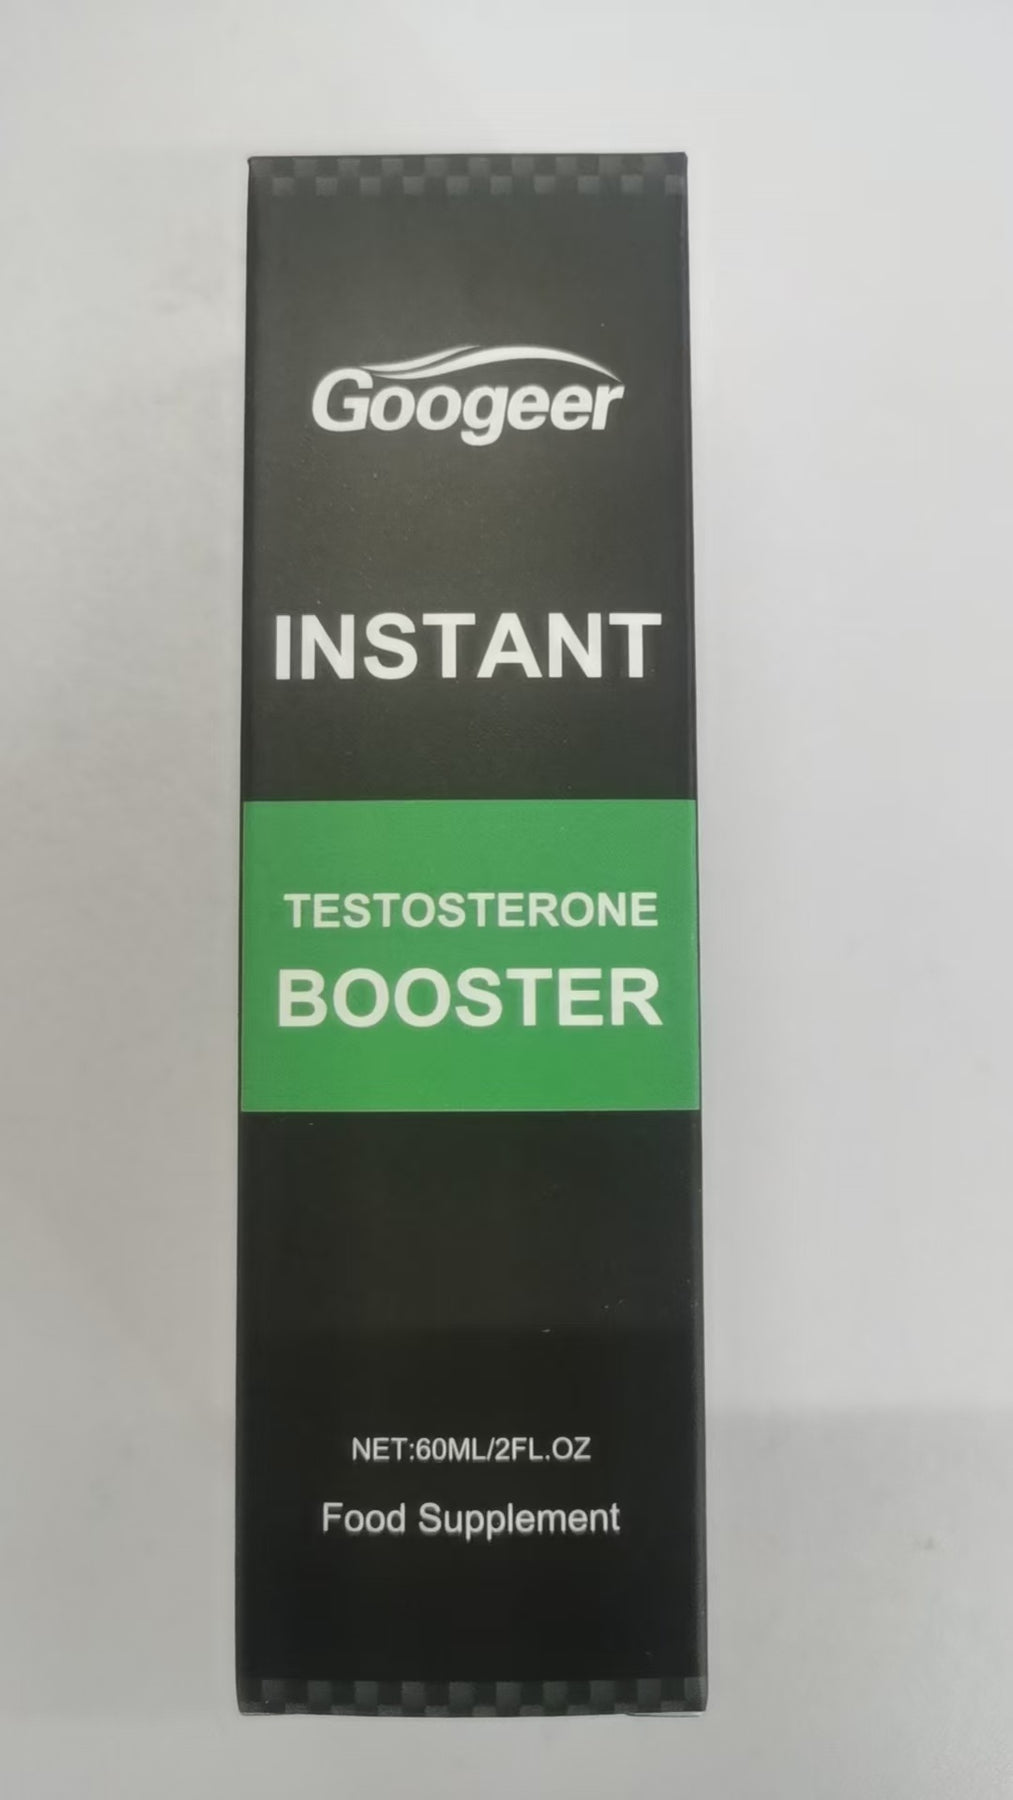 Googeer
INSTANT
TESTOSTERONE
BOOSTER
NET:60ML/2FL.OZ
Food Supplement